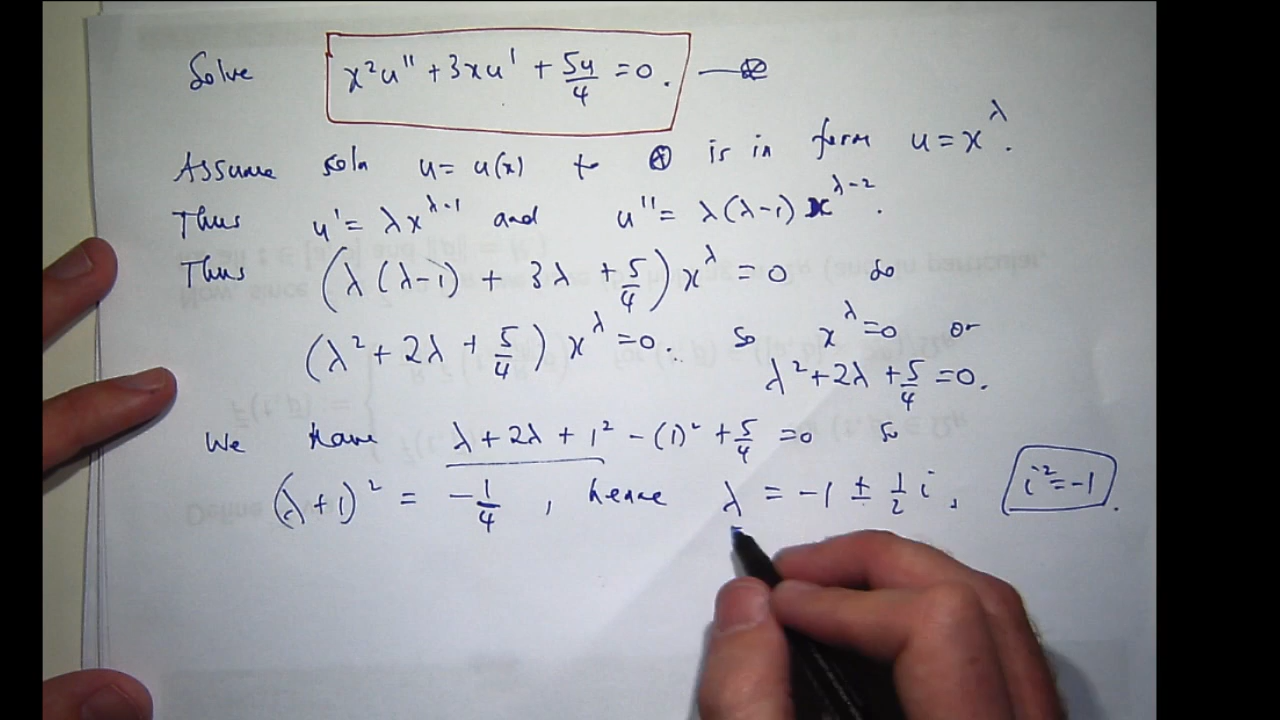 Solve x²u'' + 3xu' + 5u/4 = 0. —⊛
Assume soln u = u(x) to ⊛ is in form u = x^λ.
Thus u' = λx^(λ-1) and u'' = λ(λ-1)x^(λ-2).
Thus (λ(λ-1) + 3λ + 5/4) x^λ = 0 so
(λ² + 2λ + 5/4) x^λ = 0. so x^λ = 0 or
λ² + 2λ + 5/4 = 0.
We have λ + 2λ + 1² - (1)² + 5/4 = 0 so
(λ+1)² = -1/4, hence λ = -1 ± 1/2 i, i² = -1.